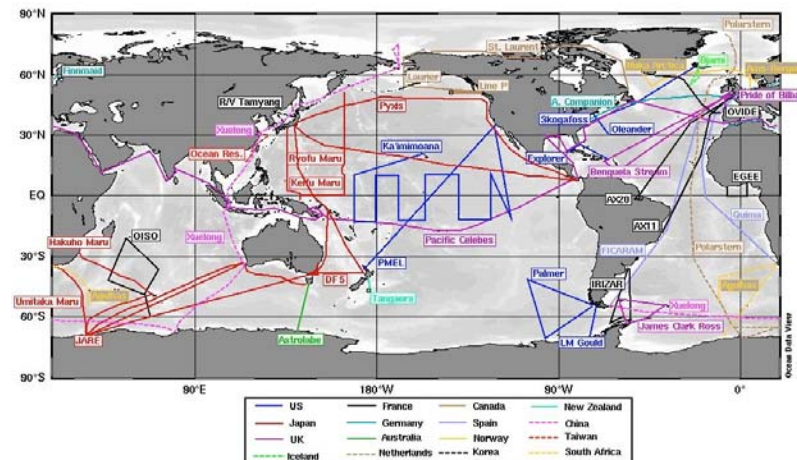 90°N
60°N
30°N
EQ
30°S
60°S
90°S
90°E
180°W
90°W
0°
Polarstern
St. Laurent
Bjarni
Nuka Arctica
Finnmaid
Laurier
Line P
R/V Tamyang
Pyxis
A. Companion
Pride of Bilba
Skogafoss
OVIDE
Xuelong
Oleander
Ka'imimoana
Ocean Res.
Ryofu Maru
Explorer
Keifu Maru
Benguela Stream
EGEE
AX20
Quima
Hakuho Maru
OISO
AX11
Xuelong
Pacific Celebes
FICARAM
Polarstern
PMEL
Palmer
Umitaka Maru
DF5
IRIZAR
Agulhas
Tangaora
Xuelong
James Clark Ross
JARE
Astrolabe
LM Gould
Ocean Data View
US
France
Canada
New Zealand
Japan
Germany
Spain
China
UK
Australia
Norway
Taiwan
Iceland
Netherlands
Korea
South Africa